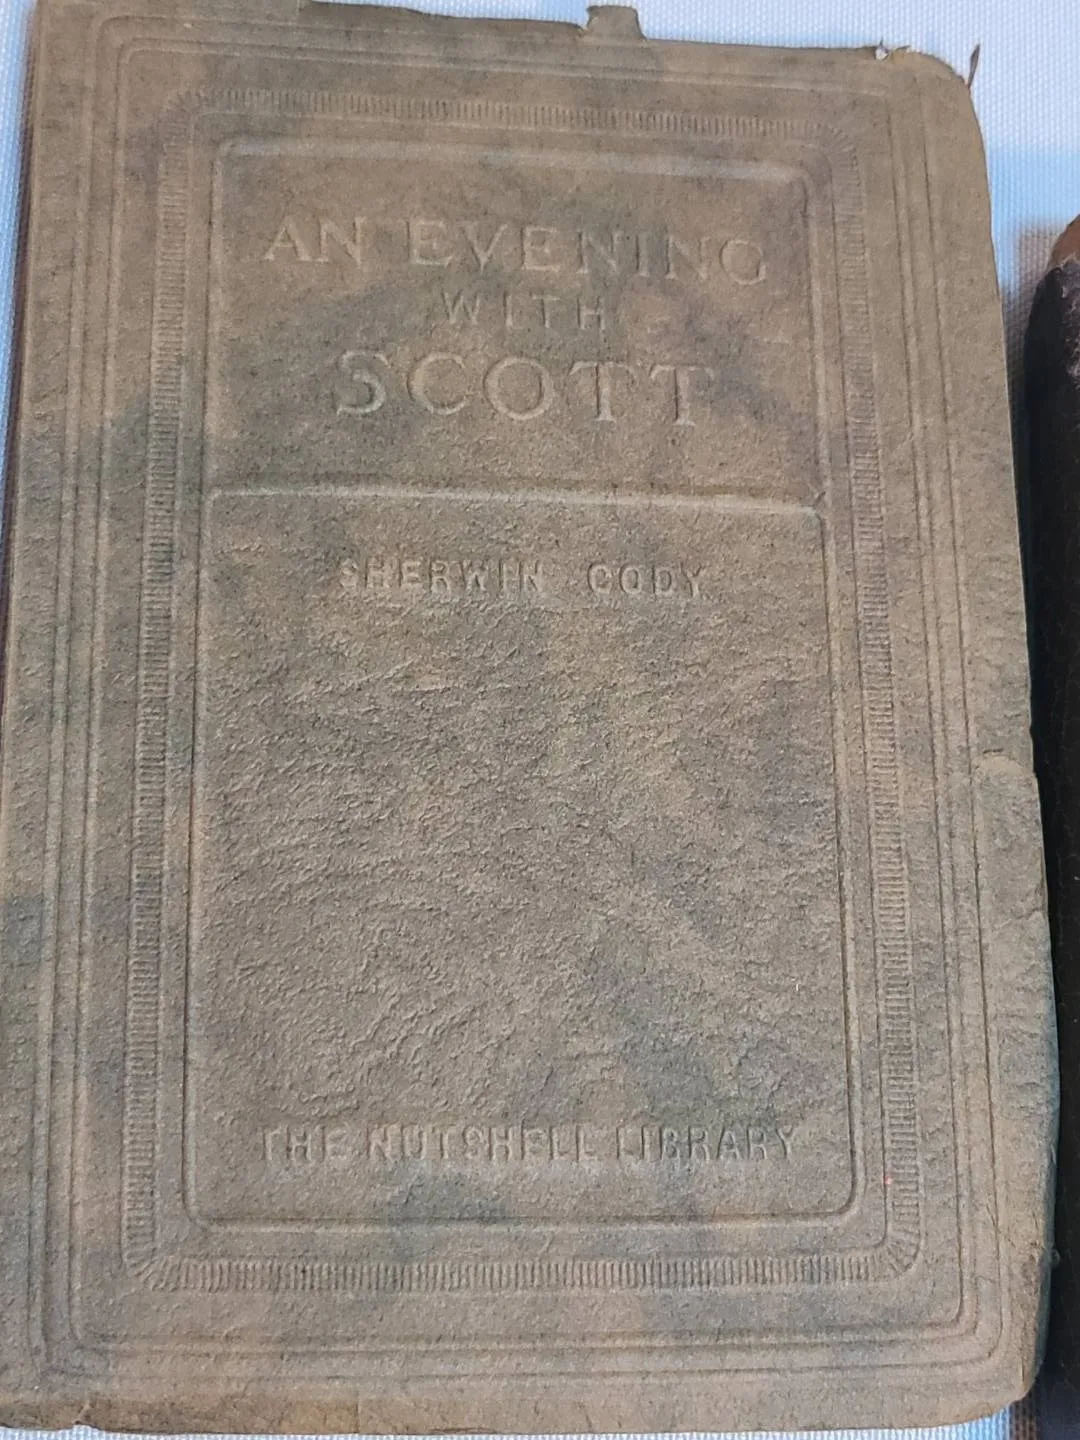 AN EVENING
WITH
SCOTT
SHERWIN CODY
THE NUTSHELL LIBRARY